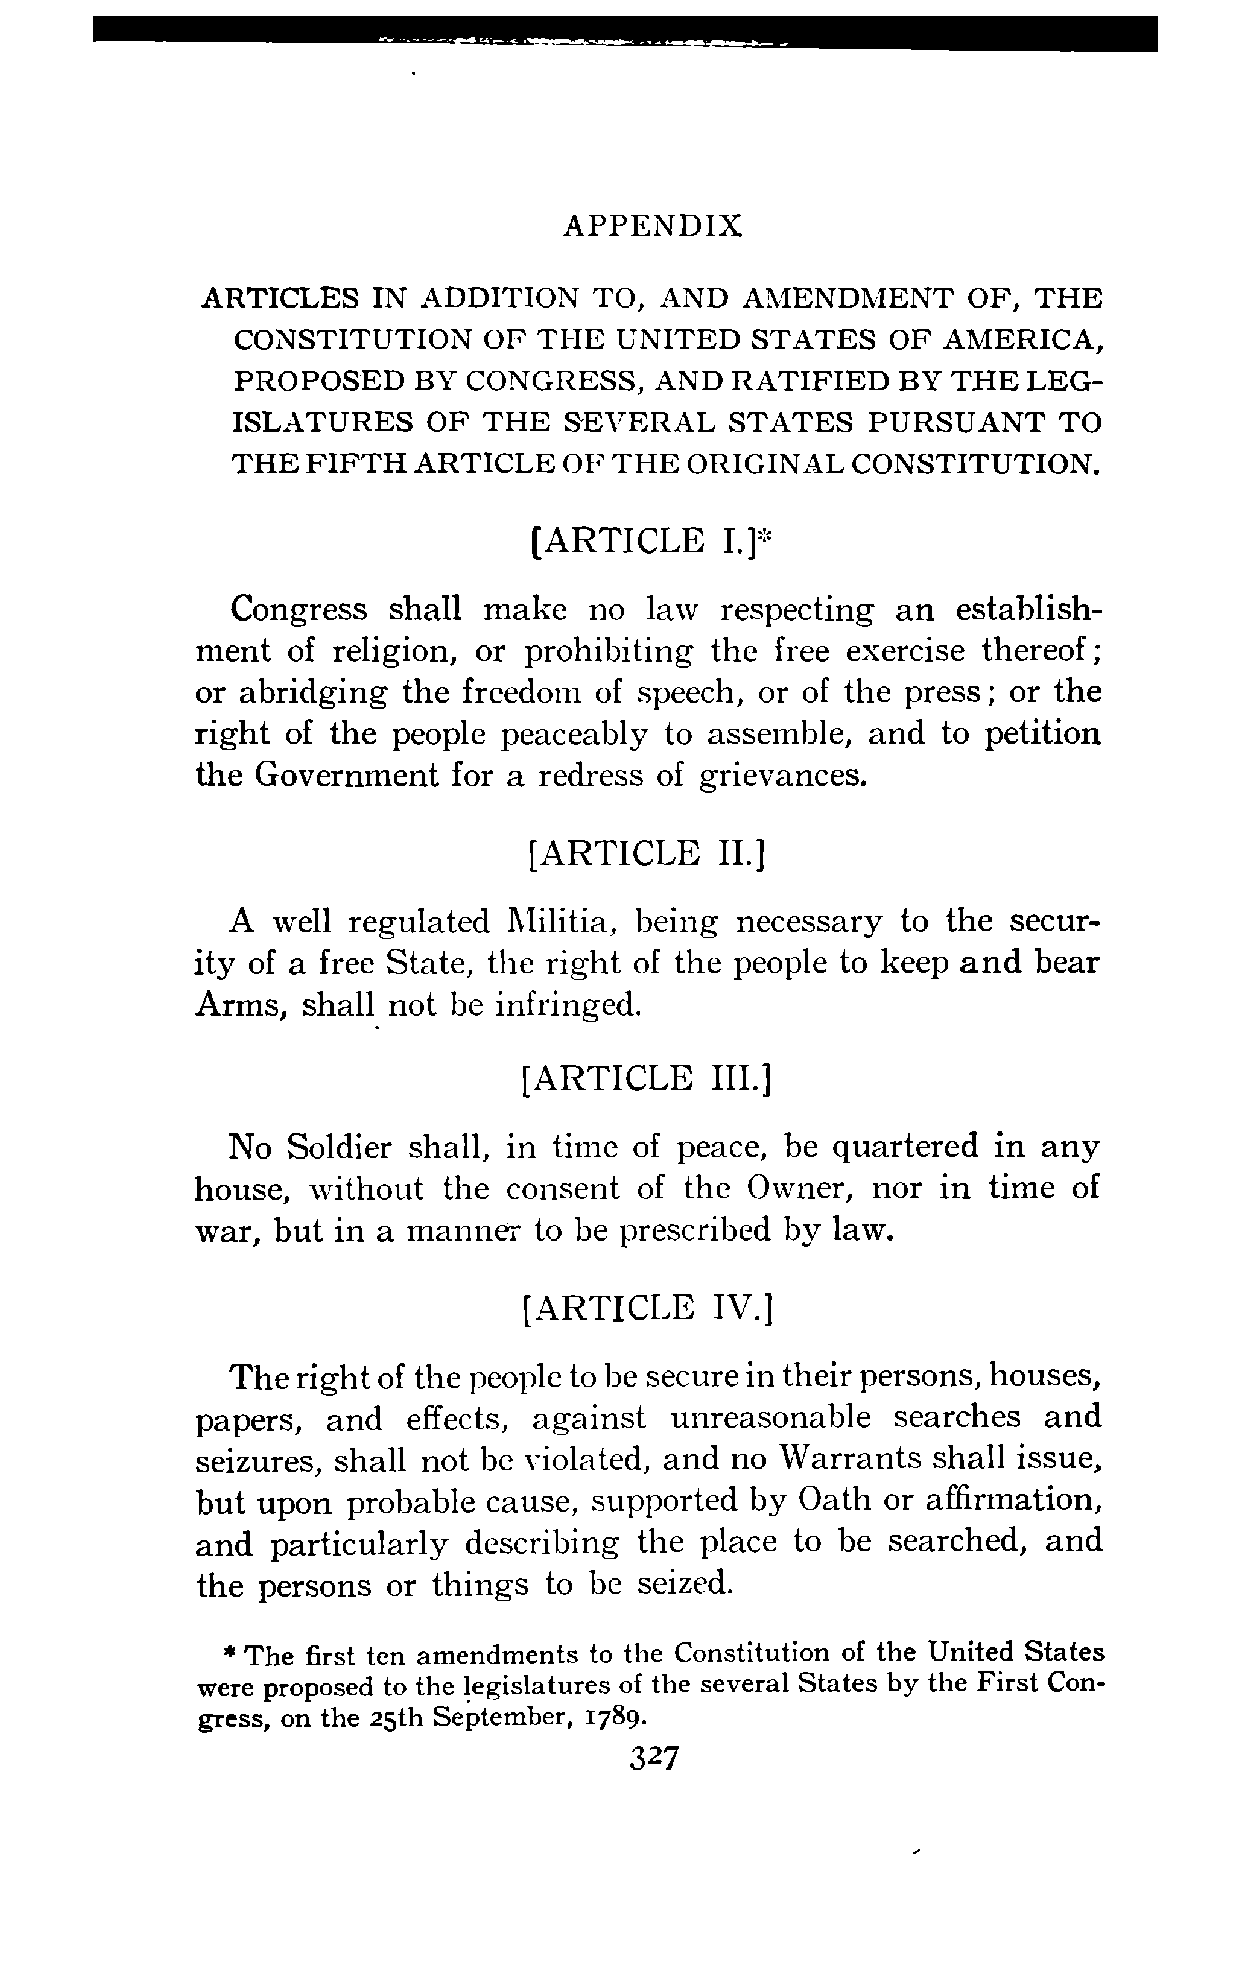 APPENDIX
ARTICLES IN ADDITION TO, AND AMENDMENT OF, THE
CONSTITUTION OF THE UNITED STATES OF AMERICA,
PROPOSED BY CONGRESS, AND RATIFIED BY THE LEG-
ISLATURES OF THE SEVERAL STATES PURSUANT TO
THE FIFTH ARTICLE OF THE ORIGINAL CONSTITUTION.
[ARTICLE I.]*
Congress shall make no law respecting an establish-
ment of religion, or prohibiting the free exercise thereof;
or abridging the freedom of speech, or of the press; or the
right of the people peaceably to assemble, and to petition
the Government for a redress of grievances.
[ARTICLE II.]
A well regulated Militia, being necessary to the secur-
ity of a free State, the right of the people to keep and bear
Arms, shall not be infringed.
[ARTICLE III.]
No Soldier shall, in time of peace, be quartered in any
house, without the consent of the Owner, nor in time of
war, but in a manner to be prescribed by law.
[ARTICLE IV.]
The right of the people to be secure in their persons, houses,
papers, and effects, against unreasonable searches and
seizures, shall not be violated, and no Warrants shall issue,
but upon probable cause, supported by Oath or affirmation,
and particularly describing the place to be searched, and
the persons or things to be seized.
* The first ten amendments to the Constitution of the United States
were proposed to the legislatures of the several States by the First Con-
gress, on the 25th September, 1789.
327